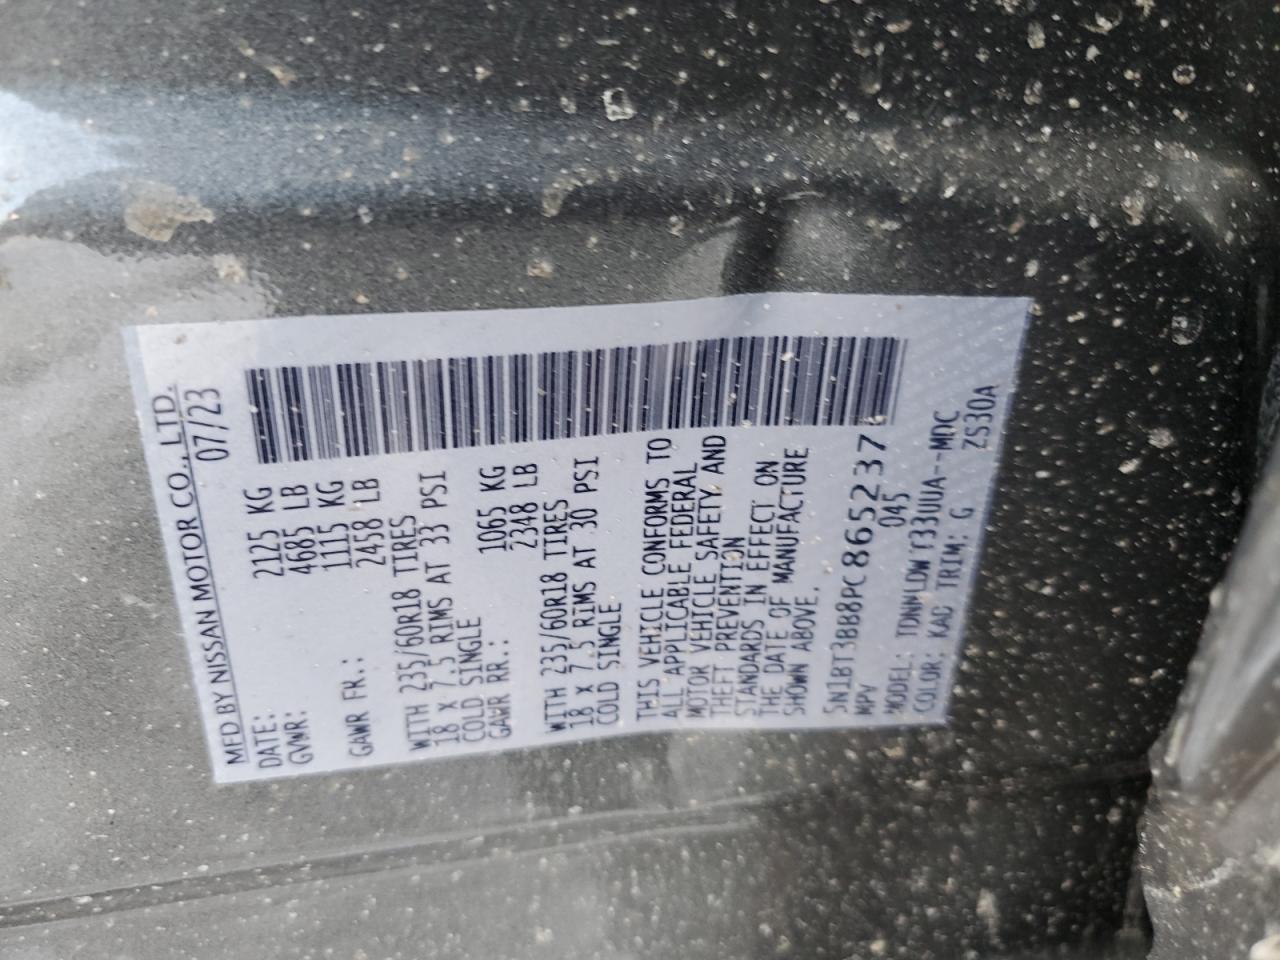 MFD BY NISSAN MOTOR CO., LTD.
DATE: 07/23
GVWR: 2125 KG
4685 LB
GAWR FR.: 1115 KG
2458 LB
WITH 235/60R18 TIRES
18 X 7.5 RIMS AT 33 PSI
COLD SINGLE
GAWR RR.: 1065 KG
2348 LB
WITH 235/60R18 TIRES
18 X 7.5 RIMS AT 30 PSI
COLD SINGLE
THIS VEHICLE CONFORMS TO
ALL APPLICABLE FEDERAL
MOTOR VEHICLE SAFETY AND
THEFT PREVENTION
STANDARDS IN EFFECT ON
THE DATE OF MANUFACTURE
SHOWN ABOVE.
5N1BT3BB8PC865237
MPV 045
MODEL:
COLOR: KAD TRIM: G ZS30A